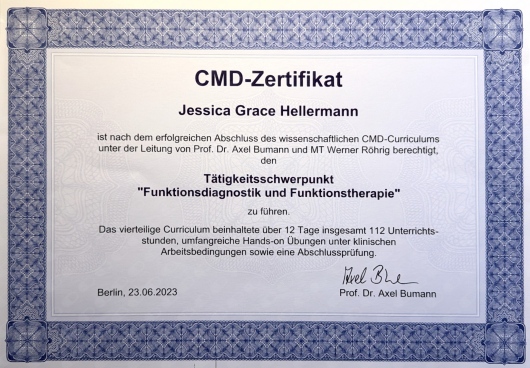 CMD-Zertifikat
Jessica Grace Hellermann
ist nach dem erfolgreichen Abschluss des wissenschaftlichen CMD-Curriculums
unter der Leitung von Prof. Dr. Axel Bumann und MT Werner Röhrig berechtigt,
den
Tätigkeitsschwerpunkt
"Funktionsdiagnostik und Funktionstherapie"
zu führen.
Das vierteilige Curriculum beinhaltete über 12 Tage insgesamt 112 Unterrichts-
stunden, umfangreiche Hands-on Übungen unter klinischen
Arbeitsbedingungen sowie eine Abschlussprüfung.
Berlin, 23.06.2023
Prof. Dr. Axel Bumann